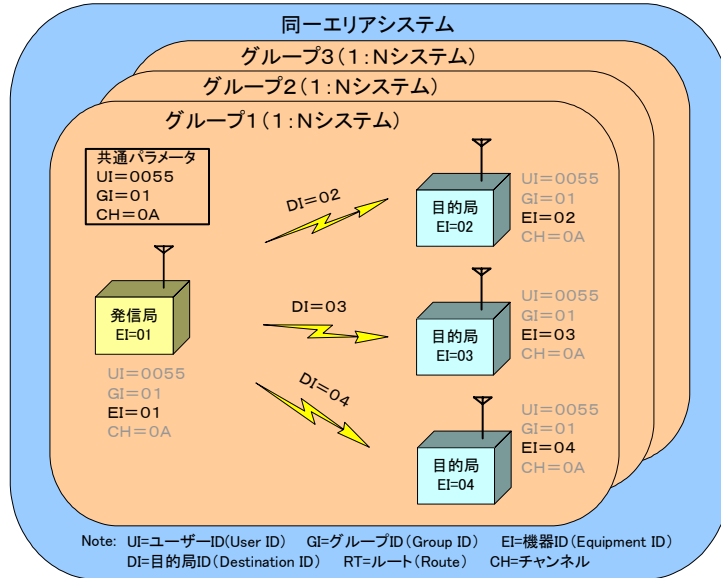 同一エリアシステム
グループ3(1:Nシステム)
グループ2(1:Nシステム)
グループ1(1:Nシステム)
共通パラメータ
UI=0055
GI=01
CH=0A
発信局
EI=01
UI=0055
GI=01
EI=01
CH=0A
DI=02
DI=03
DI=04
目的局
EI=02
UI=0055
GI=01
EI=02
CH=0A
目的局
EI=03
UI=0055
GI=01
EI=03
CH=0A
目的局
EI=04
UI=0055
GI=01
EI=04
CH=0A
Note: UI=ユーザーID(User ID) GI=グループID(Group ID) EI=機器ID(Equipment ID)
DI=目的局ID(Destination ID) RT=ルート(Route) CH=チャンネル